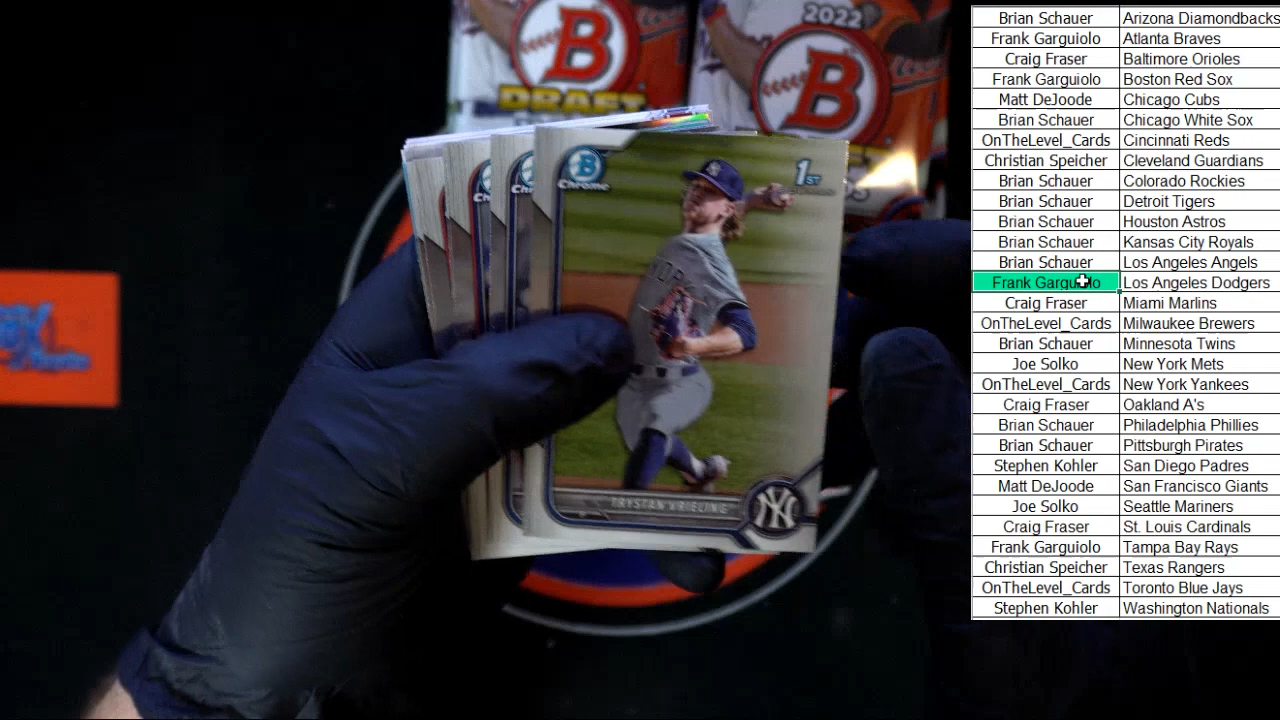 2022
B
DRAFT
B
B
Chrome
1ST
TRYSTAN VRIELING
NY
Brian Schauer Arizona Diamondbacks
Frank Garguiolo Atlanta Braves
Craig Fraser Baltimore Orioles
Frank Garguiolo Boston Red Sox
Matt DeJoode Chicago Cubs
Brian Schauer Chicago White Sox
OnTheLevel_Cards Cincinnati Reds
Christian Speicher Cleveland Guardians
Brian Schauer Colorado Rockies
Brian Schauer Detroit Tigers
Brian Schauer Houston Astros
Brian Schauer Kansas City Royals
Brian Schauer Los Angeles Angels
Frank Garguiolo Los Angeles Dodgers
Craig Fraser Miami Marlins
OnTheLevel_Cards Milwaukee Brewers
Brian Schauer Minnesota Twins
Joe Solko New York Mets
OnTheLevel_Cards New York Yankees
Craig Fraser Oakland A's
Brian Schauer Philadelphia Phillies
Brian Schauer Pittsburgh Pirates
Stephen Kohler San Diego Padres
Matt DeJoode San Francisco Giants
Joe Solko Seattle Mariners
Craig Fraser St. Louis Cardinals
Frank Garguiolo Tampa Bay Rays
Christian Speicher Texas Rangers
OnTheLevel_Cards Toronto Blue Jays
Stephen Kohler Washington Nationals